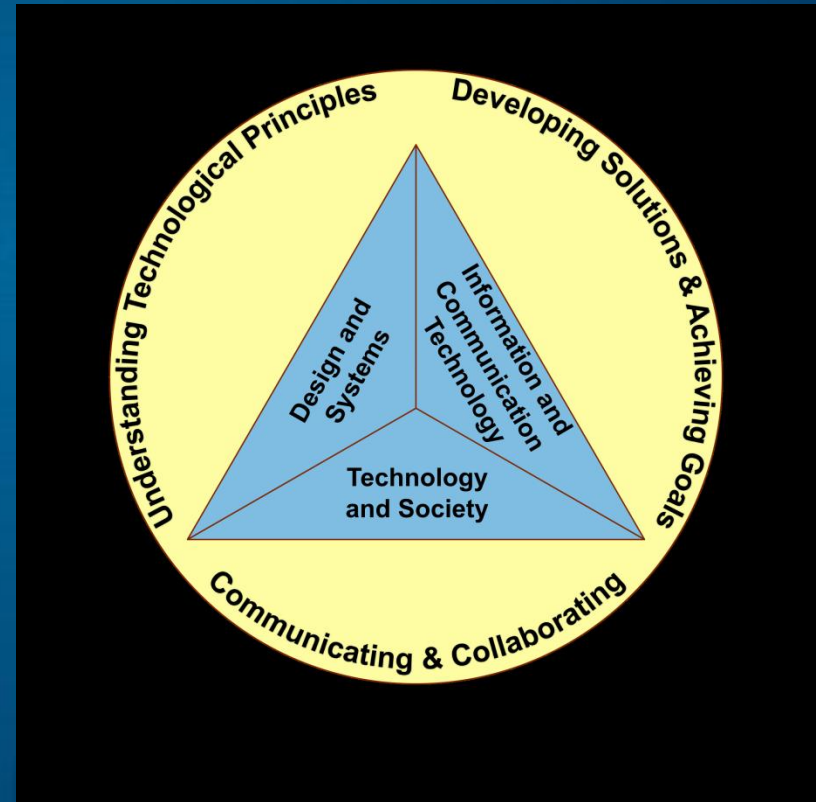 Understanding Technological Principles
Developing Solutions & Achieving Goals
Design and
Systems
Information and
Communication
Technology
Technology
and Society
Communicating & Collaborating